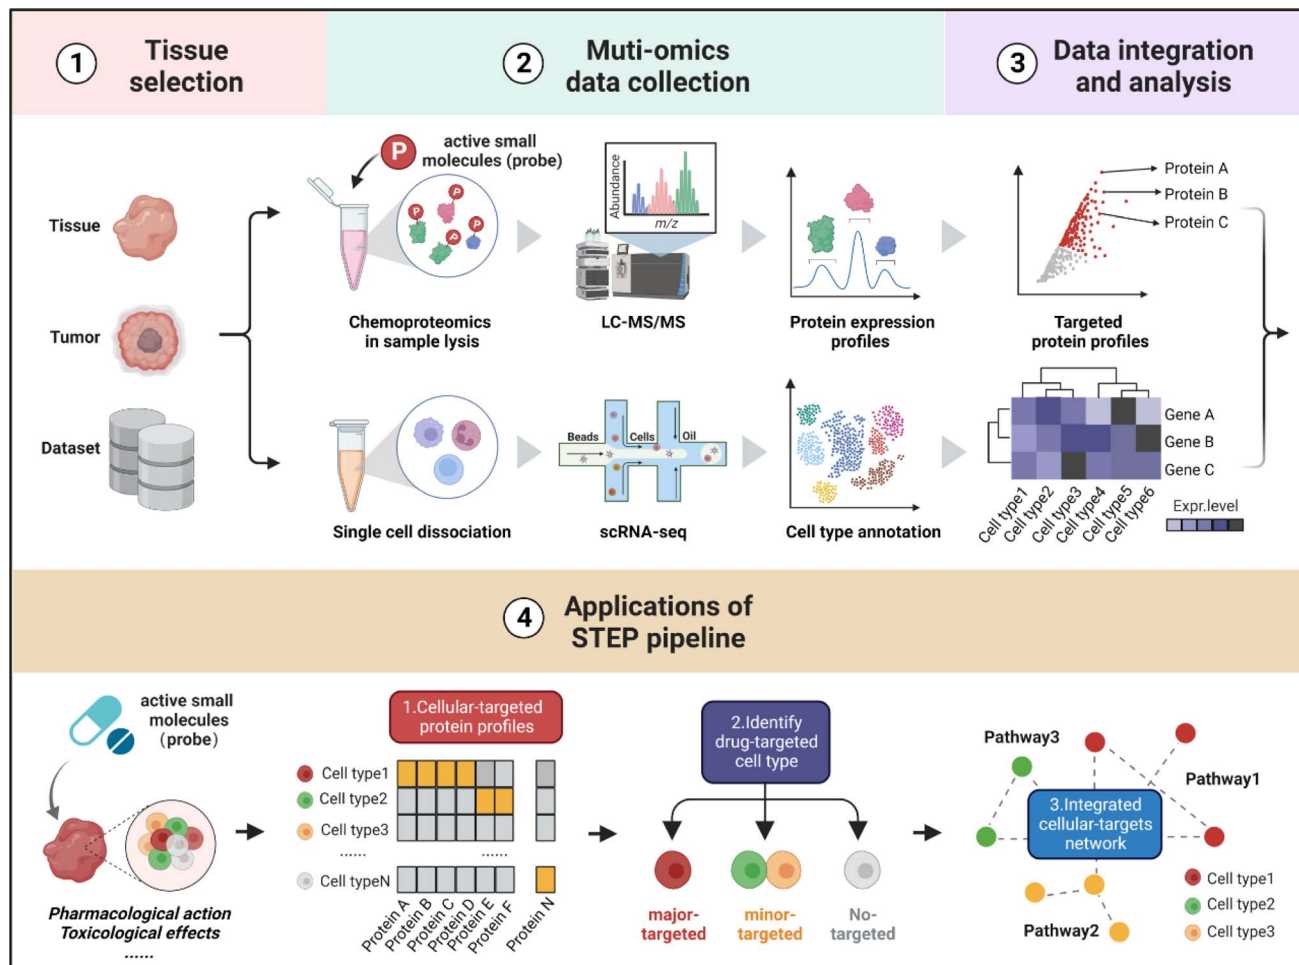 1
Tissue
selection
2
Muti-omics
data collection
3
Data integration
and analysis
Tissue
Tumor
Dataset
P
active small
molecules (probe)
P
P
P
P
Chemoproteomics
in sample lysis
Abundance
m/z
LC-MS/MS
Protein expression
profiles
Protein A
Protein B
Protein C
Targeted
protein profiles
Single cell dissociation
Beads
Cells
Oil
scRNA-seq
Cell type annotation
Gene A
Gene B
Gene C
Cell type1
Cell type2
Cell type3
Cell type4
Cell type5
Cell type6
Expr.level
4
Applications of
STEP pipeline
active small
molecules
(probe)
Pharmacological action
Toxicological effects
......
1.Cellular-targeted
protein profiles
Cell type1
Cell type2
Cell type3
...... ......
Cell typeN
Protein A
Protein B
Protein C
Protein D
Protein E
Protein F
Protein N
2.Identify
drug-targeted
cell type
major-
targeted
minor-
targeted
No-
targeted
Pathway3
Pathway1
3.Integrated
cellular-targets
network
Pathway2
Cell type1
Cell type2
Cell type3